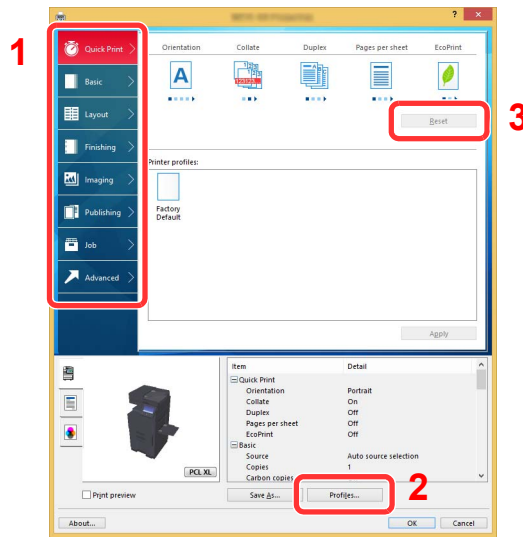 ?
1
Quick Print
Orientation
Collate
Duplex
Pages per sheet
EcoPrint
Basic
A
123123
Layout
Reset
3
Finishing
Printer profiles:
Imaging
Publishing
Factory
Default
Job
Advanced
Apply
Item Detail
Quick Print
Orientation Portrait
Collate On
Duplex Off
Pages per sheet Off
EcoPrint Off
Basic
Source Auto source selection
Copies 1
Carbon copies
PCL XL
2
Print preview
Save As...
Profiles...
About...
OK
Cancel